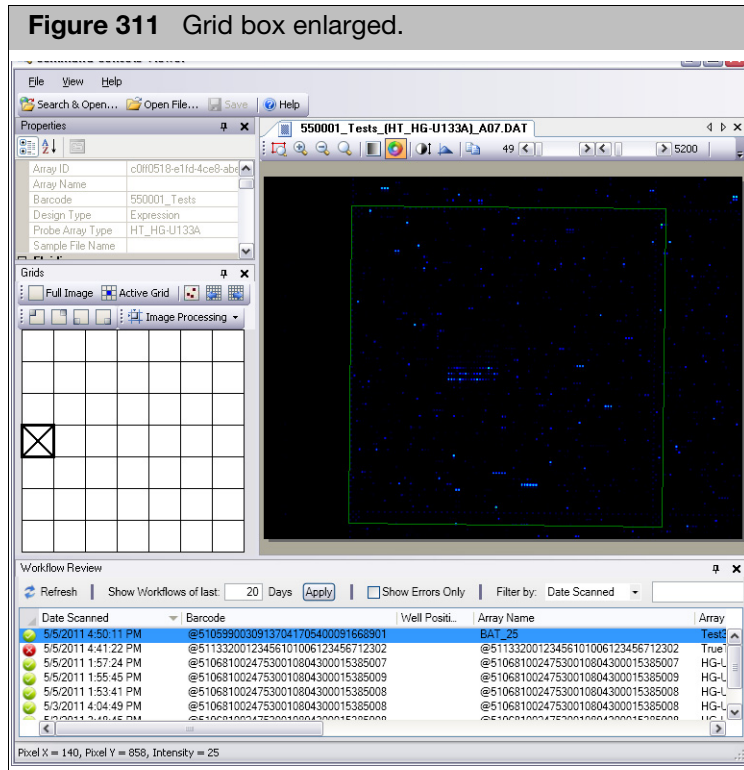 Figure 311 Grid box enlarged.
File View Help
Search & Open... Open File... Save Help
Properties
550001_Tests_(HT_HG-U133A)_A07.DAT
49 5200
Array ID c0ff0518-e1fd-4ce8-abe
Array Name
Barcode 550001_Tests
Design Type Expression
Probe Array Type HT_HG-U133A
Sample File Name
Grids
Full Image Active Grid
Image Processing
Workflow Review
Refresh Show Workflows of last: 20 Days Apply Show Errors Only Filter by: Date Scanned
Date Scanned Barcode Well Positi... Array Name Array
5/5/2011 4:50:11 PM @51059900309137041705400091668901 BAT_25 Test3
5/5/2011 4:41:22 PM @51133200123456101006123456712302 @51133200123456101006123456712302 True1
5/5/2011 1:57:24 PM @51068100247530010804300015385007 @51068100247530010804300015385007 HG-U
5/5/2011 1:55:45 PM @51068100247530010804300015385009 @51068100247530010804300015385009 HG-U
5/5/2011 1:53:41 PM @51068100247530010804300015385008 @51068100247530010804300015385008 HG-U
5/3/2011 4:04:49 PM @51068100247530010804300015385008 @51068100247530010804300015385008 HG-U
Pixel X = 140, Pixel Y = 858, Intensity = 25